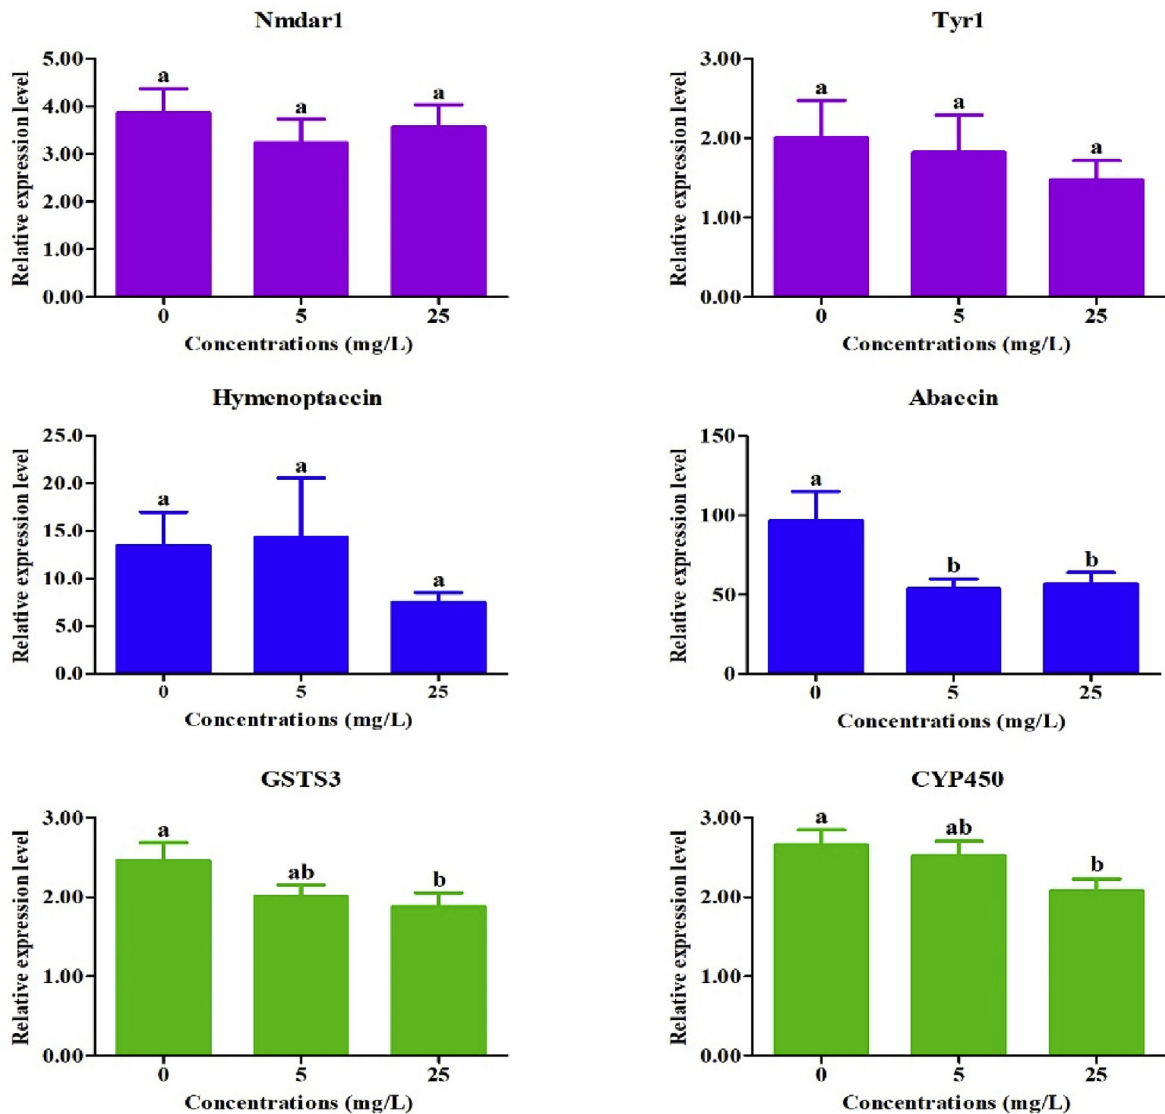 Nmdar1
Relative expression level
5.00
4.00
3.00
2.00
1.00
0.00
a
a
a
0
5
25
Concentrations (mg/L)
Tyr1
Relative expression level
3.00
2.00
1.00
0.00
a
a
a
0
5
25
Concentrations (mg/L)
Hymenoptaecin
Relative expression level
25.0
20.0
15.0
10.0
5.0
0.0
a
a
a
0
5
25
Concentrations (mg/L)
Abaecin
Relative expression level
150
100
50
0
a
b
b
0
5
25
Concentrations (mg/L)
GSTS3
Relative expression level
3.00
2.00
1.00
0.00
a
ab
b
0
5
25
Concentrations (mg/L)
CYP450
Relative expression level
3.00
2.00
1.00
0.00
a
ab
b
0
5
25
Concentrations (mg/L)